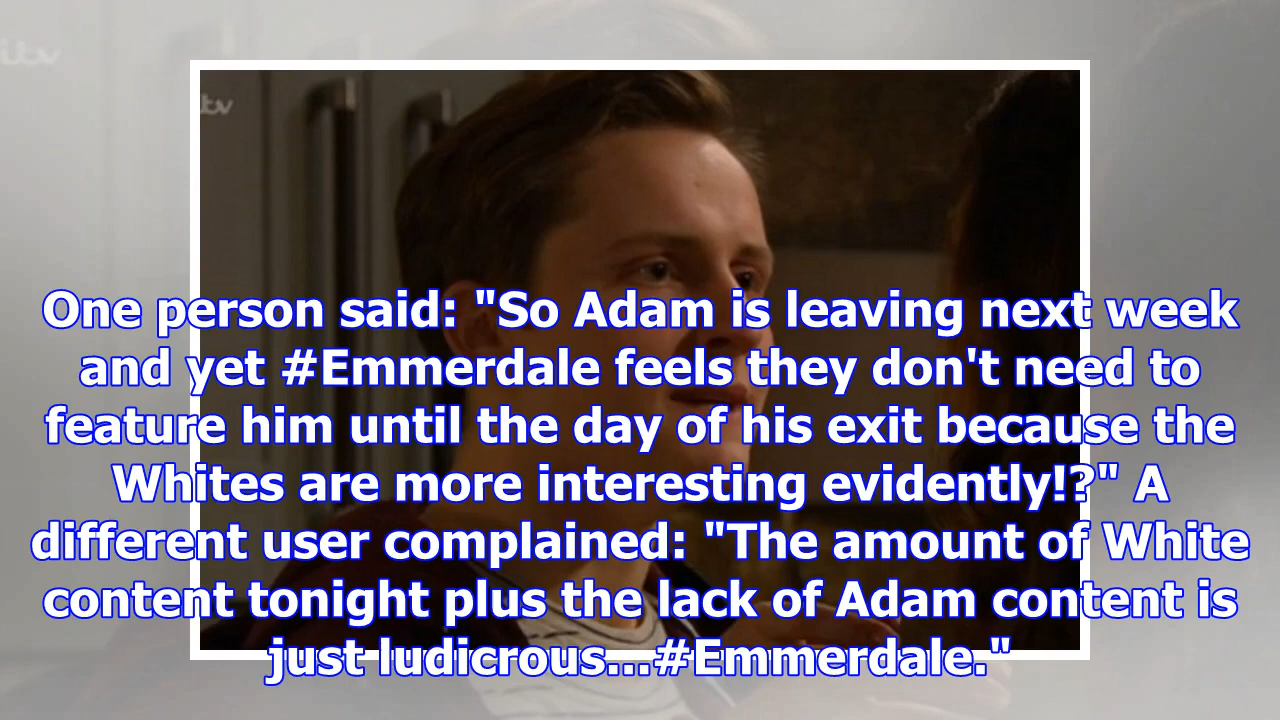 itv
itv
One person said: "So Adam is leaving next week
and yet #Emmerdale feels they don't need to
feature him until the day of his exit because the
Whites are more interesting evidently!?" A
different user complained: "The amount of White
content tonight plus the lack of Adam content is
just ludicrous...#Emmerdale."